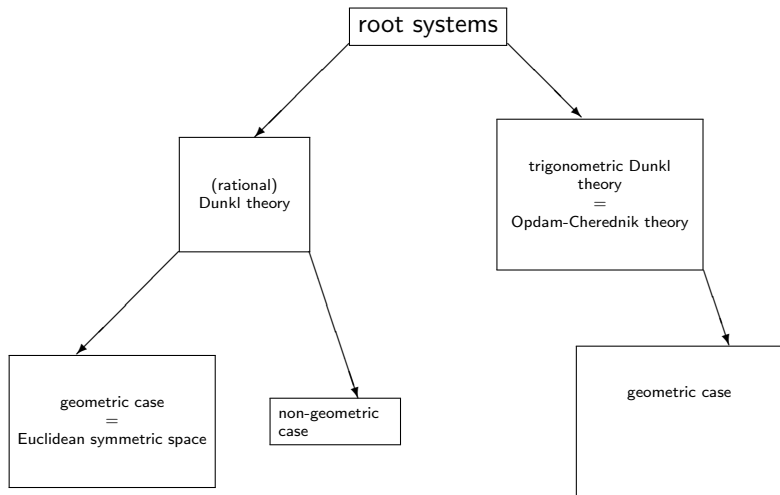 root systems
(rational)
Dunkl theory
trigonometric Dunkl
theory
=
Opdam-Cherednik theory
geometric case
=
Euclidean symmetric space
non-geometric
case
geometric case